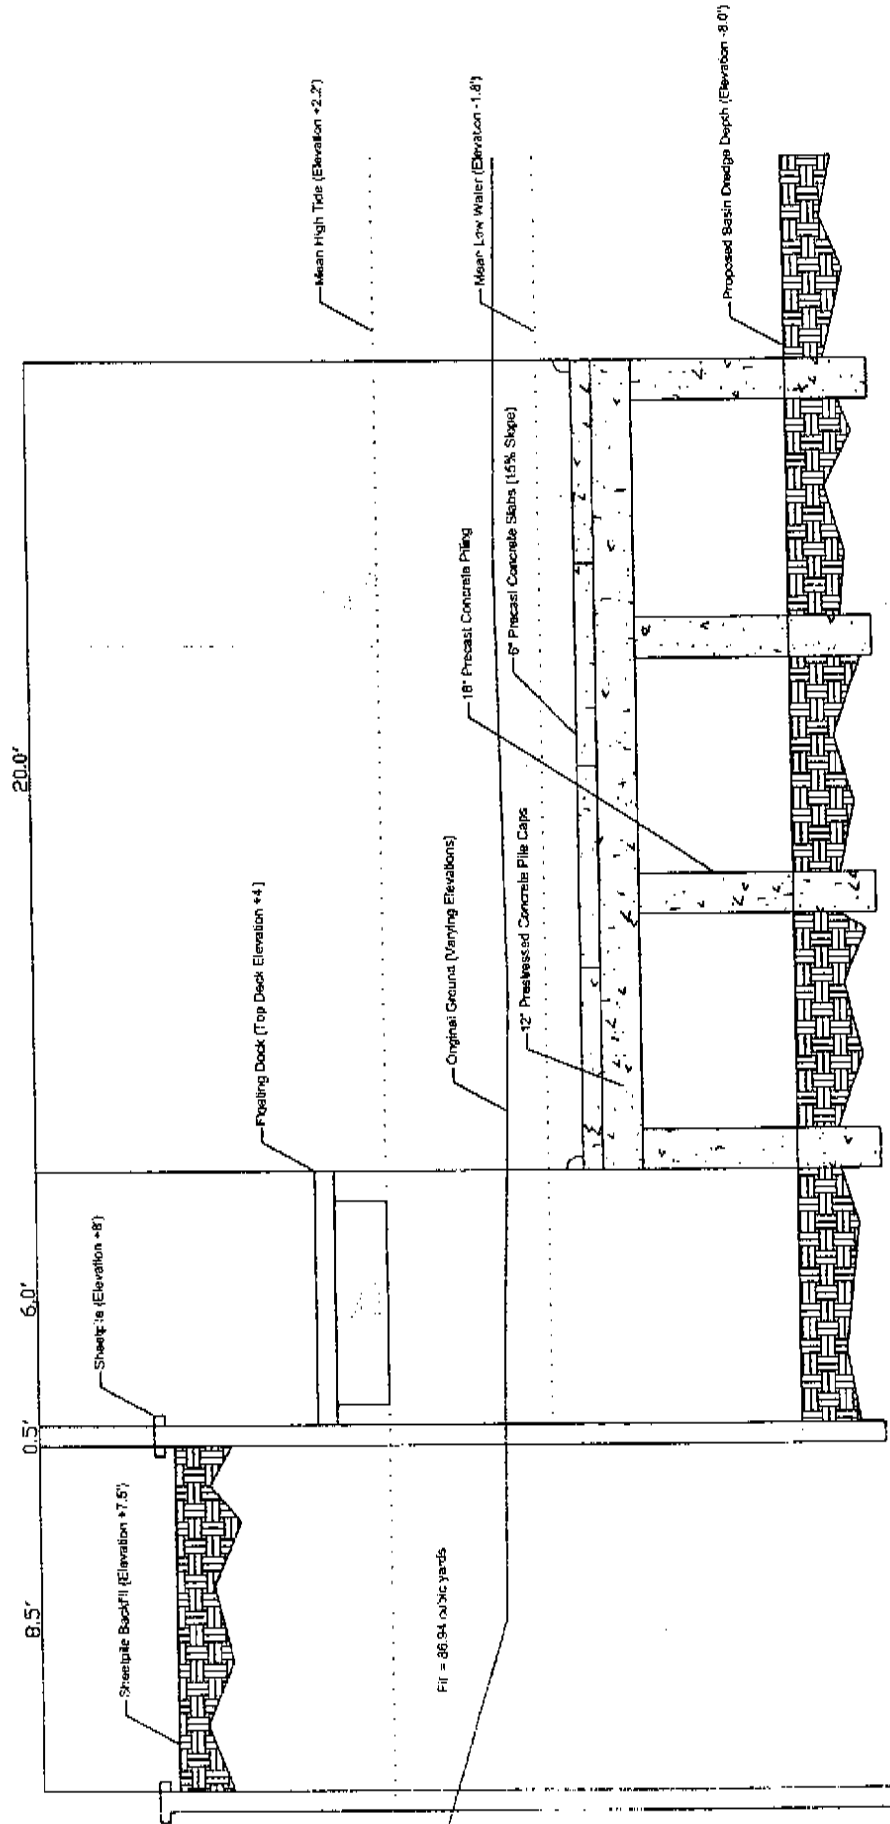 8.5'
0.5'
6.0'
20.0'
Sheetpile Backfill (Elevation +7.5')
Sheetpile (Elevation +8')
Floating Dock (Top Deck Elevation +4)
Mean High Tide (Elevation +2.2')
Fill = 86.94 cubic yards
Original Ground (Varying Elevations)
Mean Low Water (Elevation -1.8')
12" Prestressed Concrete Pile Caps
18" Precast Concrete Piling
6" Precast Concrete Slabs (15% Slope)
Proposed Basin Dredge Depth (Elevation -8.0')